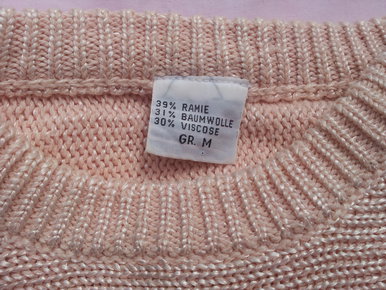 39% RAMIE
31% BAUMWOLLE
30% VISCOSE
GR. M